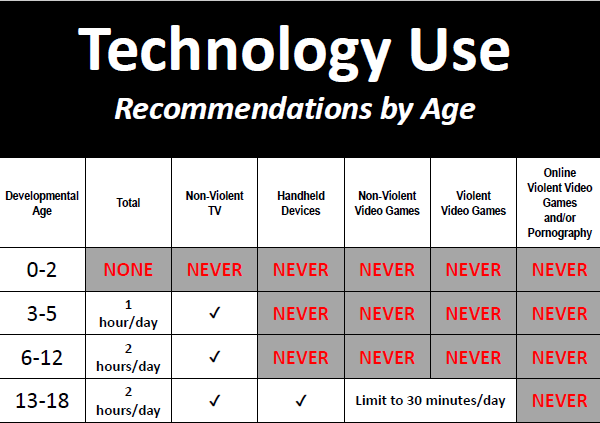 Technology Use
Recommendations by Age
Developmental
Age
Total
Non-Violent
TV
Handheld
Devices
Non-Violent
Video Games
Violent
Video Games
Online
Violent Video
Games
and/or
Pornography
0-2
NONE
NEVER
NEVER
NEVER
NEVER
NEVER
3-5
1
hour/day
✓
NEVER
NEVER
NEVER
NEVER
6-12
2
hours/day
✓
NEVER
NEVER
NEVER
NEVER
13-18
2
hours/day
✓
✓
Limit to 30 minutes/day
NEVER